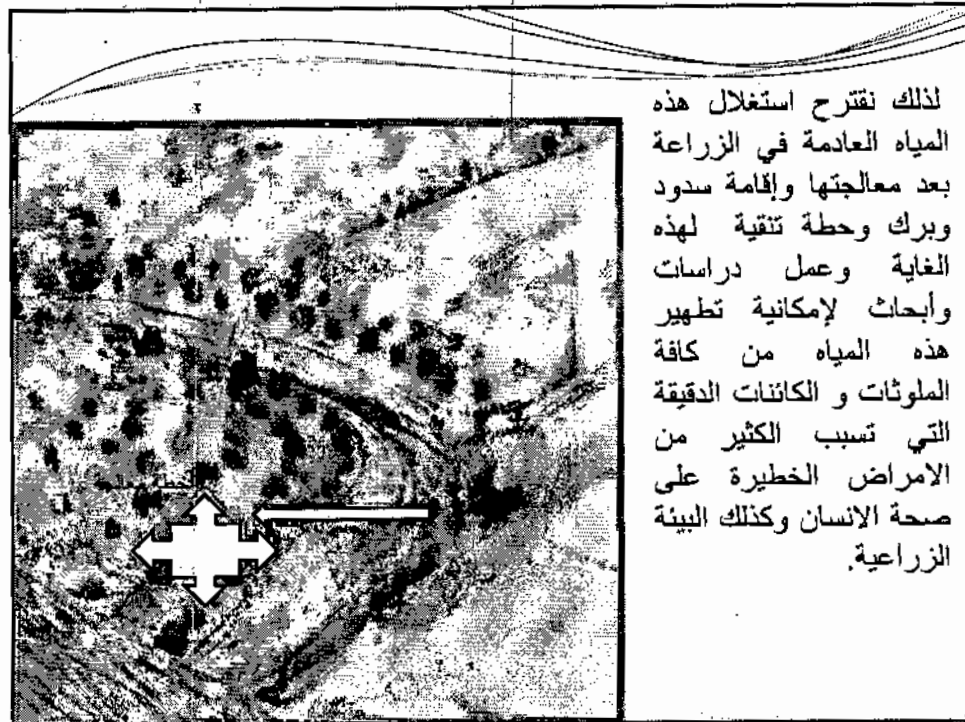 لذلك نقترح استغلال هذه
المياه العادمة في الزراعة
بعد معالجتها وإقامة سدود
وبرك وحطة تنقية لهذه
الغاية وعمل دراسات
وأبحاث لإمكانية تطهير
هذه المياه من كافة
الملوثات و الكائنات الدقيقة
التي تسبب الكثير من
الامراض الخطيرة على
صحة الانسان وكذلك البيئة
الزراعية.